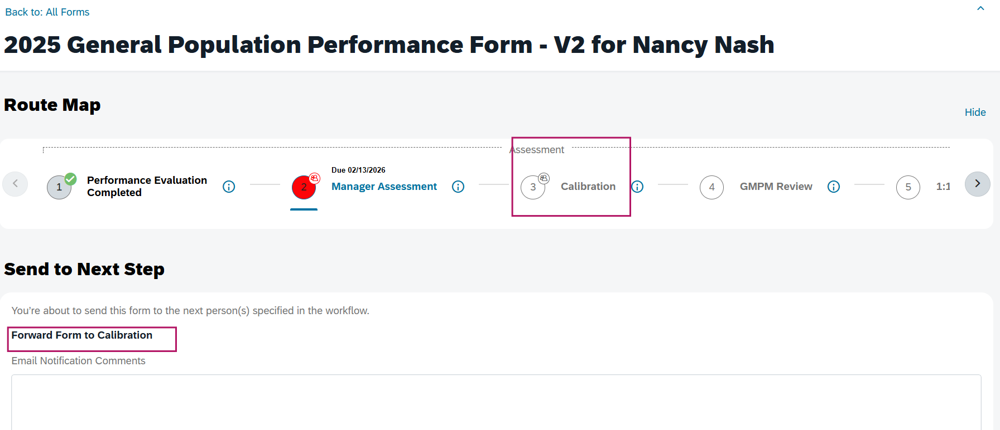 Back to: All Forms
2025 General Population Performance Form - V2 for Nancy Nash
Route Map
Hide
Assessment
1
Performance Evaluation
Completed
2
Due 02/13/2026
Manager Assessment
3
Calibration
4
GMPM Review
5
1:1
Send to Next Step
You're about to send this form to the next person(s) specified in the workflow.
Forward Form to Calibration
Email Notification Comments